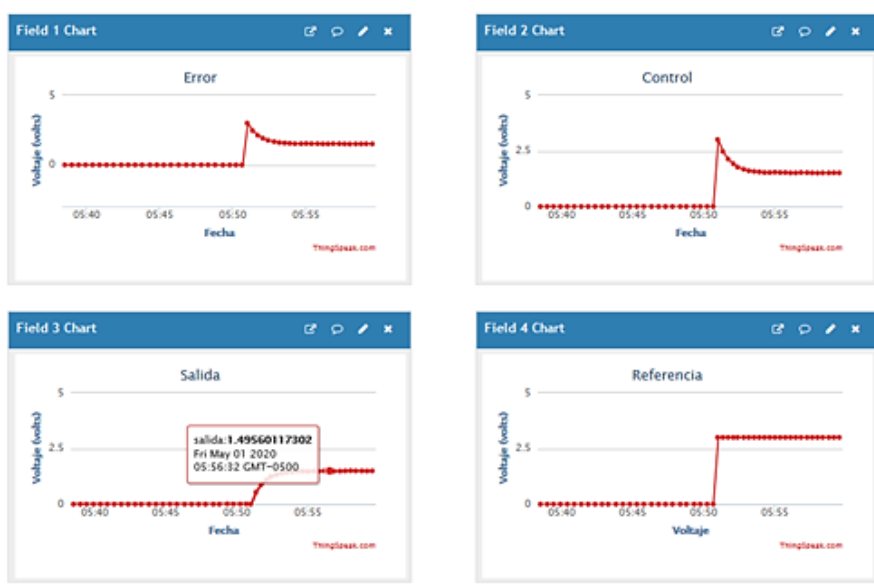 Field 1 Chart
Error
Voltaje (volts)
5
0
05:40 05:45 05:50 05:55
Fecha
ThingSpeak.com
Field 2 Chart
Control
Voltaje (volts)
5
2.5
0
05:40 05:45 05:50 05:55
Fecha
ThingSpeak.com
Field 3 Chart
Salida
Voltaje (volts)
5
2.5
0
salida:1.49560117302
Fri May 01 2020
05:56:32 GMT-0500
05:40 05:45 05:50 05:55
Fecha
ThingSpeak.com
Field 4 Chart
Referencia
Voltaje (volts)
5
2.5
0
05:40 05:45 05:50 05:55
Voltaje
ThingSpeak.com